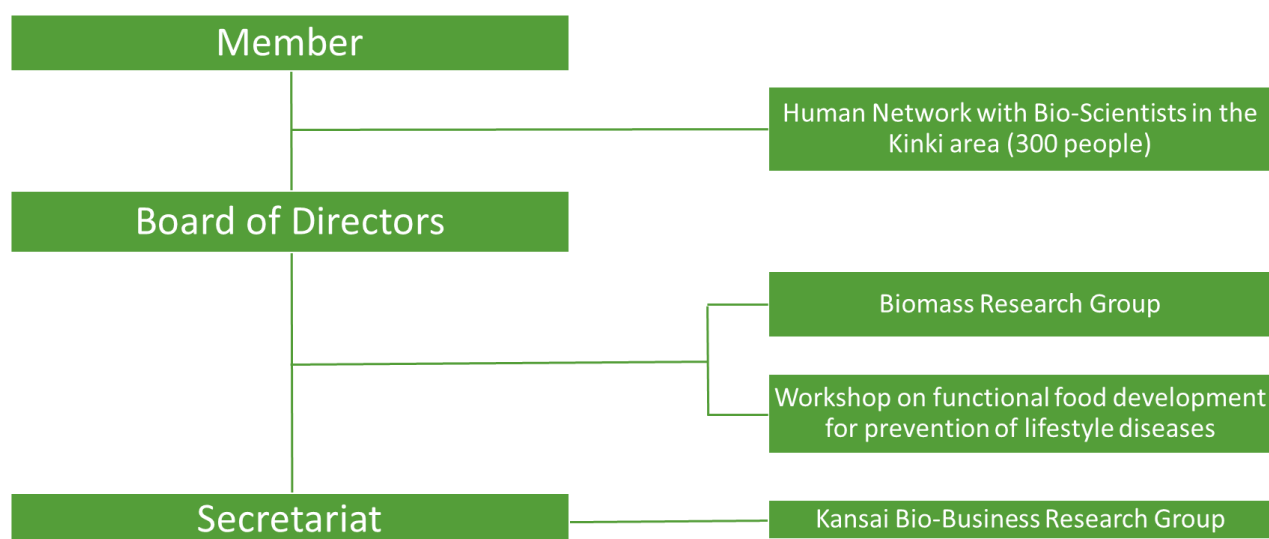 Member
Human Network with Bio-Scientists in the
Kinki area (300 people)
Board of Directors
Biomass Research Group
Workshop on functional food development
for prevention of lifestyle diseases
Secretariat
Kansai Bio-Business Research Group